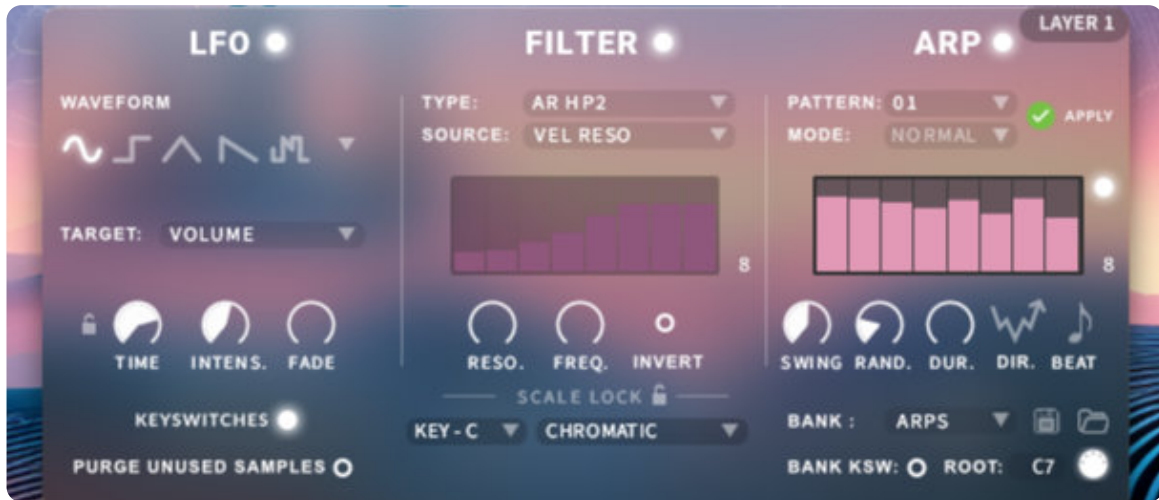 LAYER 1
LFO
FILTER
ARP
WAVEFORM
TARGET: VOLUME
TIME INTENS. FADE
KEYSWITCHES
PURGE UNUSED SAMPLES
TYPE: AR HP2
SOURCE: VEL RESO
8
RESO. FREQ. INVERT
SCALE LOCK
KEY - C CHROMATIC
PATTERN: 01
APPLY
MODE: NORMAL
8
SWING RAND. DUR. DIR. BEAT
BANK : ARPS
BANK KSW: ROOT: C7